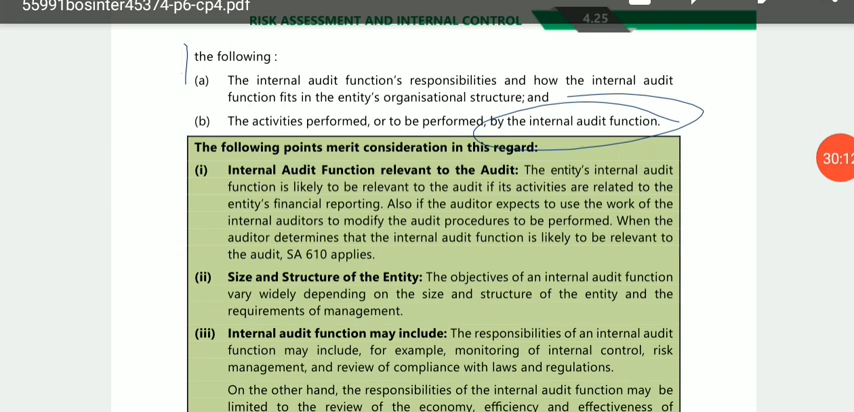 55991bosinter45374-p6-cp4.pdf
RISK ASSESSMENT AND INTERNAL CONTROL 4.25
the following :
(a) The internal audit function's responsibilities and how the internal audit
function fits in the entity's organisational structure; and
(b) The activities performed, or to be performed, by the internal audit function.
The following points merit consideration in this regard:
(i) Internal Audit Function relevant to the Audit: The entity's internal audit
function is likely to be relevant to the audit if its activities are related to the
entity's financial reporting. Also if the auditor expects to use the work of the
internal auditors to modify the audit procedures to be performed. When the
auditor determines that the internal audit function is likely to be relevant to
the audit, SA 610 applies.
(ii) Size and Structure of the Entity: The objectives of an internal audit function
vary widely depending on the size and structure of the entity and the
requirements of management.
(iii) Internal audit function may include: The responsibilities of an internal audit
function may include, for example, monitoring of internal control, risk
management, and review of compliance with laws and regulations.
On the other hand, the responsibilities of the internal audit function may be
limited to the review of the economy, efficiency and effectiveness of
30:12